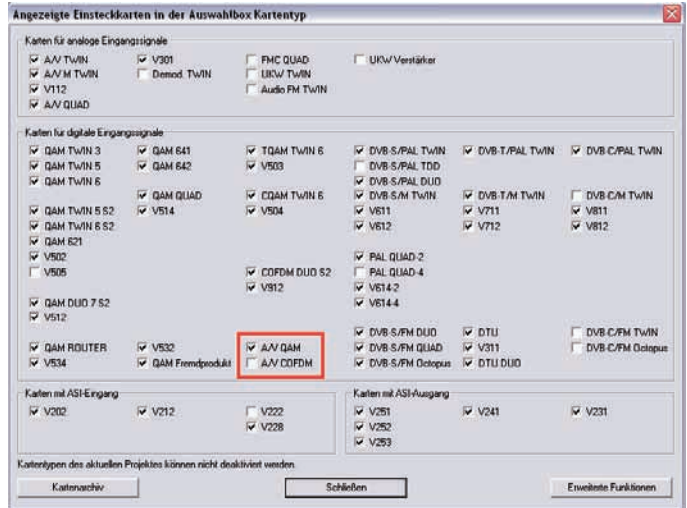 Angezeigte Einsteckkarten in der Auswahlbox Kartentyp
Karten für analoge Eingangssignale
A/V TWIN V301 FMC QUAD UKW Verstärker
A/V M TWIN Demod. TWIN UKW TWIN
V112 Audio FM TWIN
A/V QUAD
Karten für digitale Eingangssignale
QAM TWIN 3 QAM 641 TQAM TWIN 6 DVB-S/PAL TWIN DVB-T/PAL TWIN DVB-C/PAL TWIN
QAM TWIN 5 QAM 642 V503 DVB-S/PAL TDD
QAM TWIN 6 DVB-S/PAL DUO
QAM QUAD CQAM TWIN 6 DVB-S/M TWIN DVB-T/M TWIN DVB-C/M TWIN
QAM TWIN 5 S2 V514 V504 V611 V711 V811
QAM TWIN 6 S2 V612 V712 V812
QAM 621
V502 PAL QUAD-2
V505 COFDM DUO S2 PAL QUAD-4
V912 V614-2
QAM DUO 7 S2 V614-4
V512
DVB-S/FM DUO DTU DVB-C/FM TWIN
QAM ROUTER V532 A/V QAM DVB-S/FM QUAD V311 DVB-C/FM Octopus
V534 QAM Fremdprodukt A/V COFDM DVB-S/FM Octopus DTU DUO
Karten mit ASI-Eingang
V202 V212 V222
V228
Karten mit ASI-Ausgang
V251 V241 V231
V252
V253
Kartentypen des aktuellen Projektes können nicht deaktiviert werden.
Kartenarchiv Schließen Erweiterte Funktionen